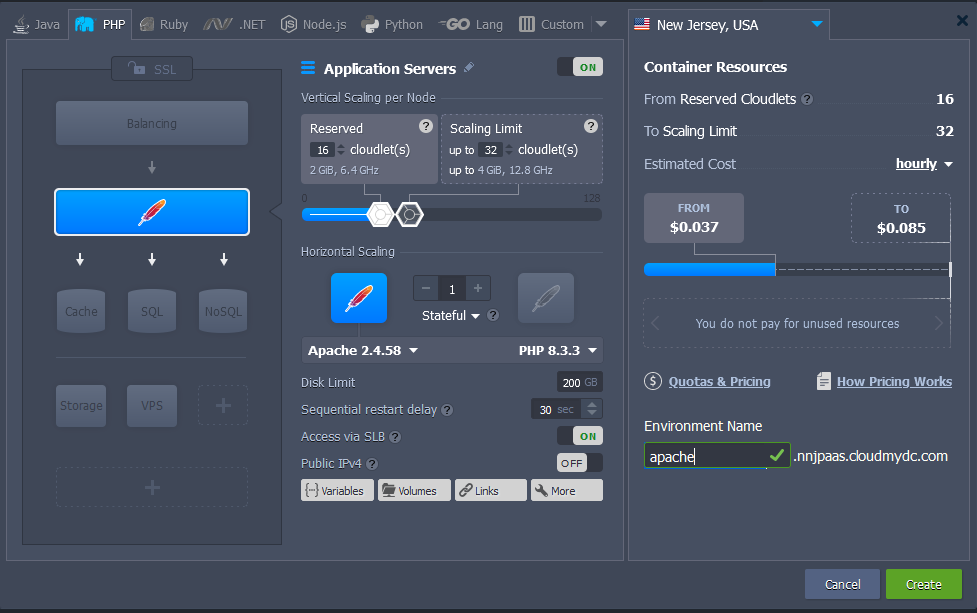 Java
PHP
Ruby
.NET
Node.js
Python
GO Lang
Custom
New Jersey, USA
SSL
Balancing
Cache
SQL
NoSQL
Storage
VPS
Application Servers
ON
Vertical Scaling per Node
Reserved ?
16 cloudlet(s)
2 GiB, 6.4 GHz
Scaling Limit ?
up to 32 cloudlet(s)
up to 4 GiB, 12.8 GHz
0
128
Horizontal Scaling
1
Stateful ?
Apache 2.4.58
PHP 8.3.3
Disk Limit
200 GB
Sequential restart delay ?
30 sec
Access via SLB ?
ON
Public IPv4 ?
OFF
Variables
Volumes
Links
More
Container Resources
From Reserved Cloudlets ? 16
To Scaling Limit 32
Estimated Cost hourly
FROM
$0.037
TO
$0.085
You do not pay for unused resources
$ Quotas & Pricing
How Pricing Works
Environment Name
apache .nnjpaas.cloudmydc.com
Cancel
Create